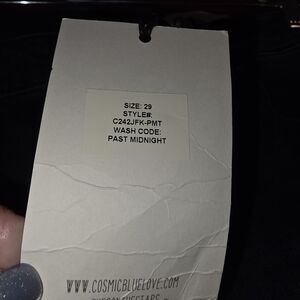 SIZE: 29
STYLE#:
C242JFK-PMT
WASH CODE:
PAST MIDNIGHT
WWW.COSMICBLUELOVE.COM